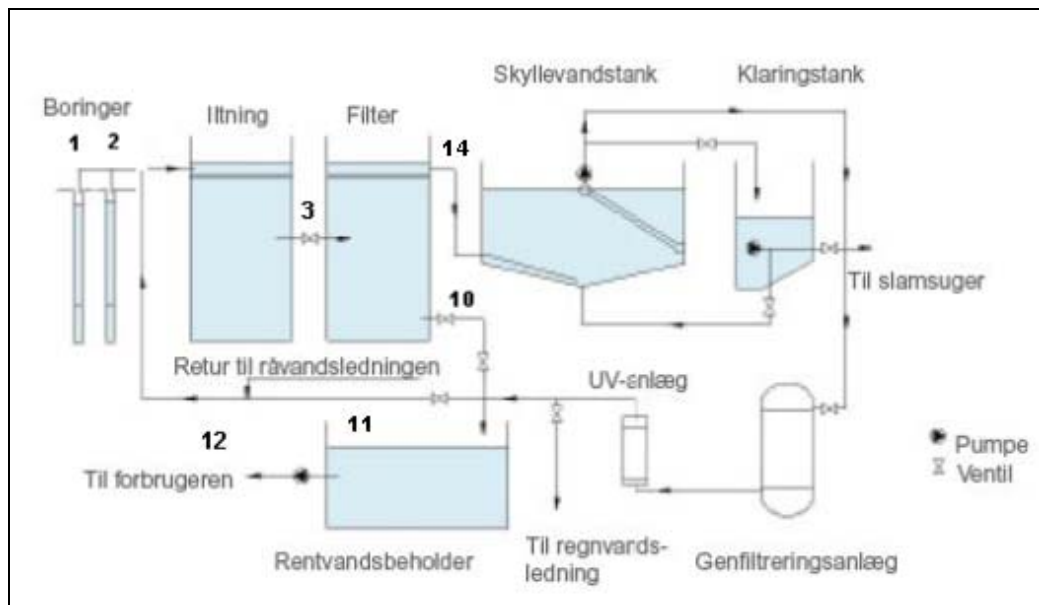 Skyllevandstank
Klaringstank
Boringer
Iltning
Filter
1
2
14
3
Til slamsuger
10
Retur til råvandsledningen
UV-anlæg
11
12
Til forbrugeren
Pumpe
Ventil
Rentvandsbeholder
Til regnvards-
ledning
Genfiltreringsanlæg